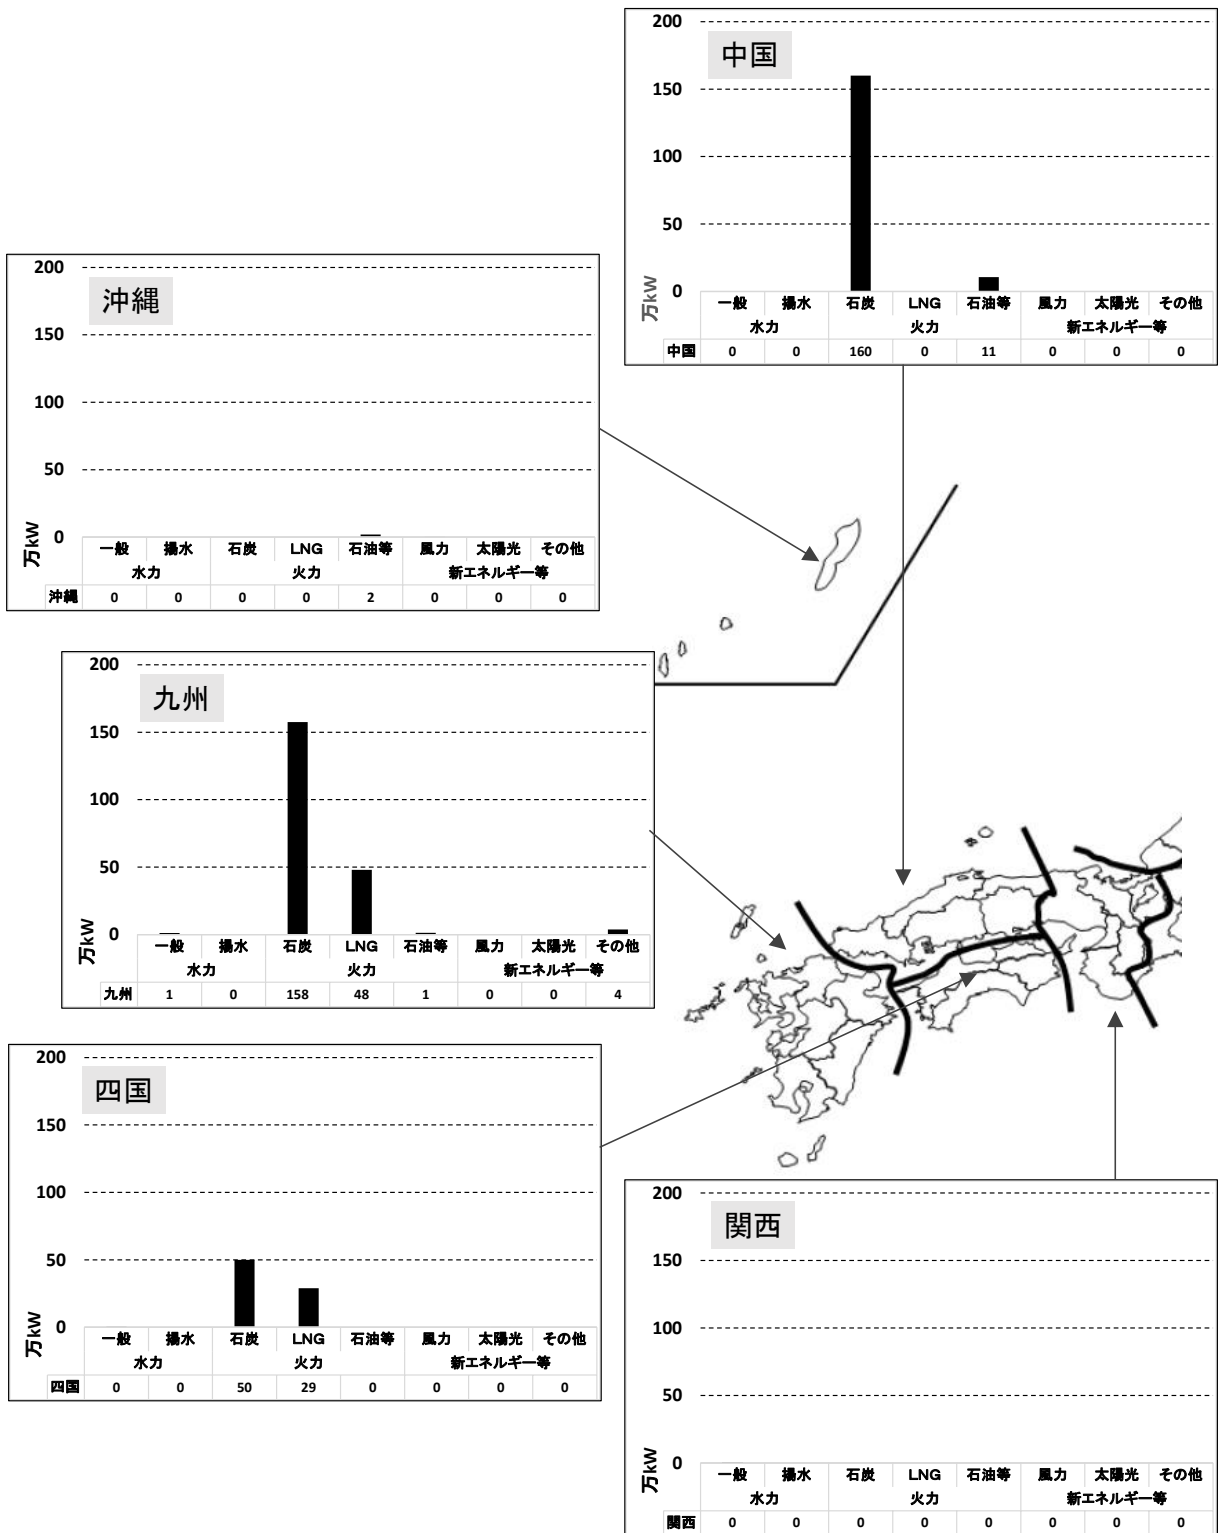 中国
200
150
100
50
0
万kW
一般 揚水 石炭 LNG 石油等 風力 太陽光 その他
水力 火力 新エネルギー等
中国 0 0 160 0 11 0 0 0
沖縄
200
150
100
50
0
万kW
一般 揚水 石炭 LNG 石油等 風力 太陽光 その他
水力 火力 新エネルギー等
沖縄 0 0 0 0 2 0 0 0
九州
200
150
100
50
0
万kW
一般 揚水 石炭 LNG 石油等 風力 太陽光 その他
水力 火力 新エネルギー等
九州 1 0 158 48 1 0 0 4
四国
200
150
100
50
0
万kW
一般 揚水 石炭 LNG 石油等 風力 太陽光 その他
水力 火力 新エネルギー等
四国 0 0 50 29 0 0 0 0
関西
200
150
100
50
0
万kW
一般 揚水 石炭 LNG 石油等 風力 太陽光 その他
水力 火力 新エネルギー等
関西 0 0 0 0 0 0 0 0